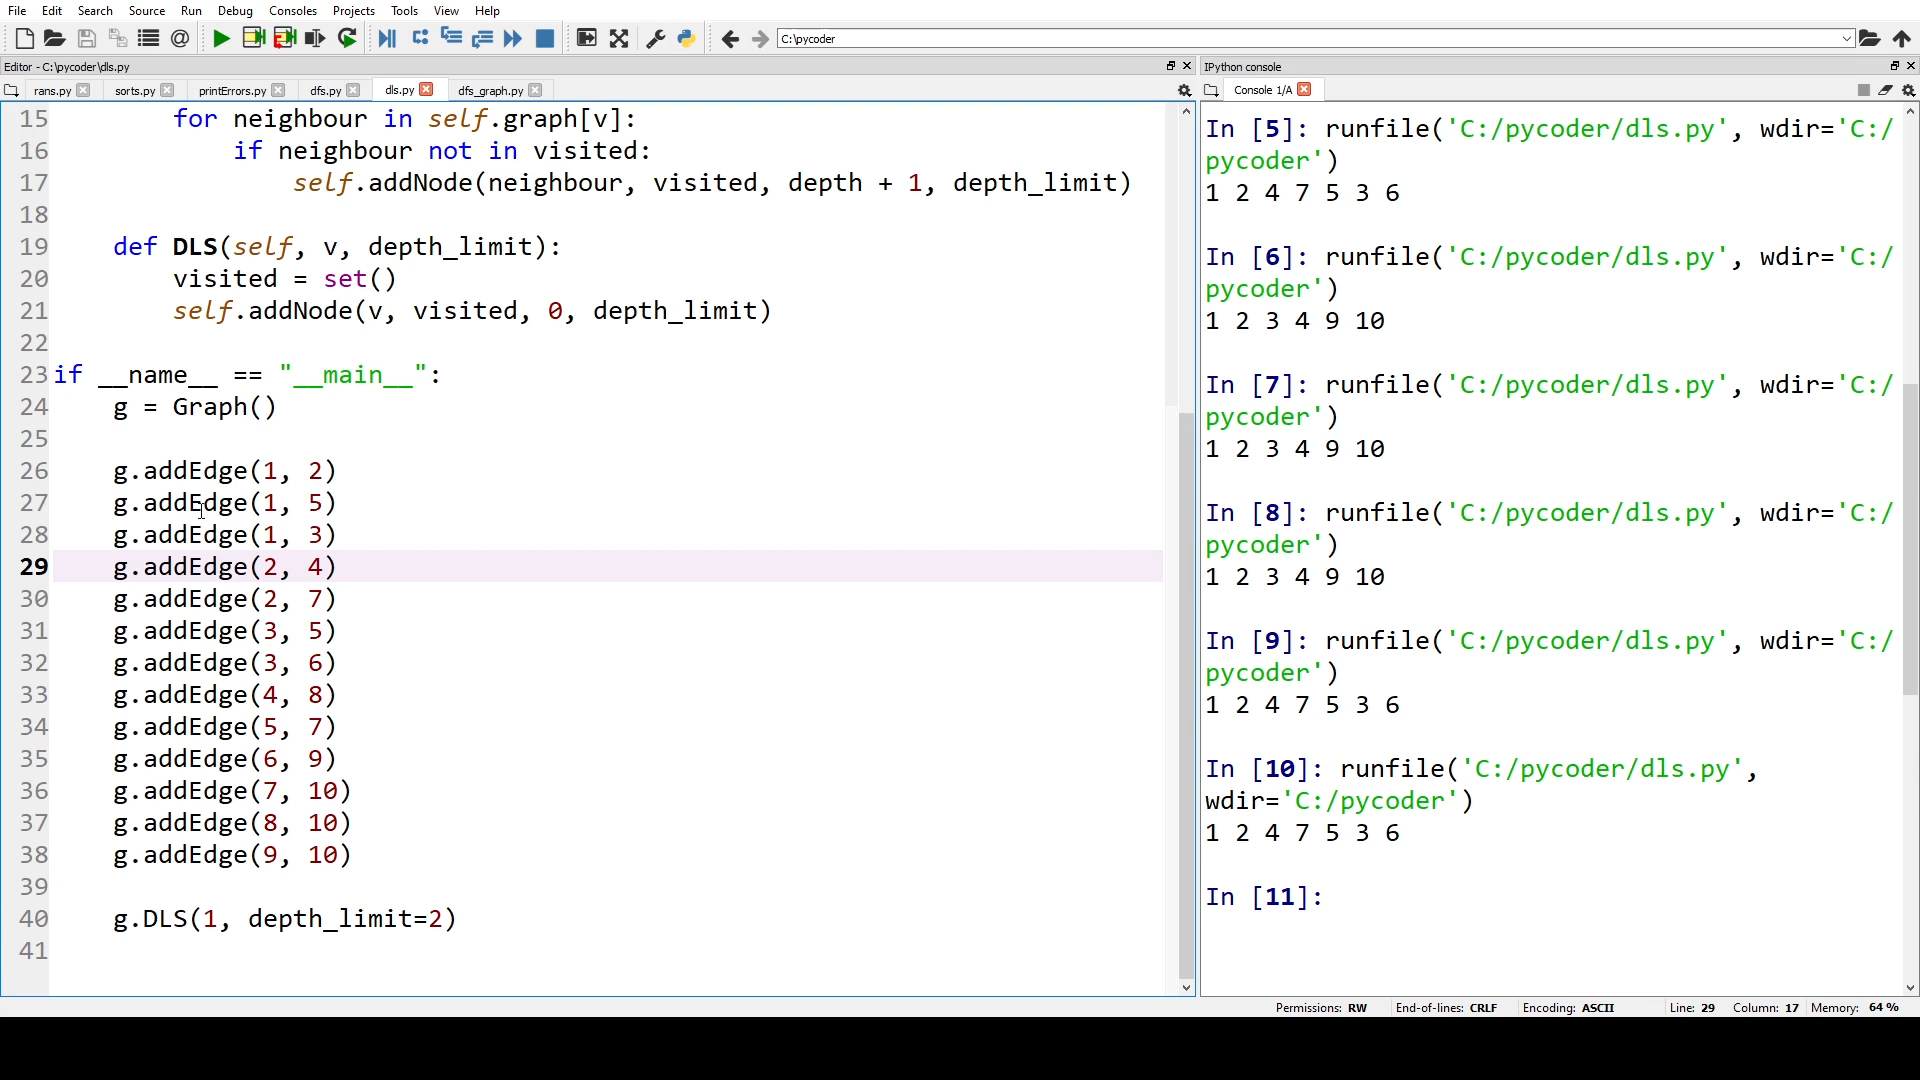 File Edit Search Source Run Debug Consoles Projects Tools View Help
C:\pycoder
Editor - C:\pycoder\dls.py
rans.py sorts.py printErrors.py dfs.py dls.py dfs_graph.py
15 for neighbour in self.graph[v]:
16 if neighbour not in visited:
17 self.addNode(neighbour, visited, depth + 1, depth_limit)
18
19 def DLS(self, v, depth_limit):
20 visited = set()
21 self.addNode(v, visited, 0, depth_limit)
22
23 if __name__ == "__main__":
24 g = Graph()
25
26 g.addEdge(1, 2)
27 g.addEdge(1, 5)
28 g.addEdge(1, 3)
29 g.addEdge(2, 4)
30 g.addEdge(2, 7)
31 g.addEdge(3, 5)
32 g.addEdge(3, 6)
33 g.addEdge(4, 8)
34 g.addEdge(5, 7)
35 g.addEdge(6, 9)
36 g.addEdge(7, 10)
37 g.addEdge(8, 10)
38 g.addEdge(9, 10)
39
40 g.DLS(1, depth_limit=2)
41
IPython console
Console 1/A
In [5]: runfile('C:/pycoder/dls.py', wdir='C:/
pycoder')
1 2 4 7 5 3 6
In [6]: runfile('C:/pycoder/dls.py', wdir='C:/
pycoder')
1 2 3 4 9 10
In [7]: runfile('C:/pycoder/dls.py', wdir='C:/
pycoder')
1 2 3 4 9 10
In [8]: runfile('C:/pycoder/dls.py', wdir='C:/
pycoder')
1 2 3 4 9 10
In [9]: runfile('C:/pycoder/dls.py', wdir='C:/
pycoder')
1 2 4 7 5 3 6
In [10]: runfile('C:/pycoder/dls.py',
wdir='C:/pycoder')
1 2 4 7 5 3 6
In [11]:
Permissions: RW End-of-lines: CRLF Encoding: ASCII Line: 29 Column: 17 Memory: 64 %